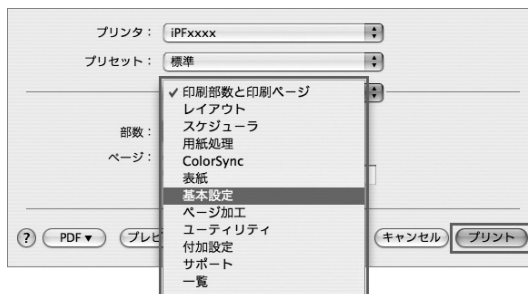 プリンタ： iPFxxxx
プリセット： 標準
✓ 印刷部数と印刷ページ
レイアウト
部数： スケジューラ
用紙処理
ページ： ColorSync
表紙
基本設定
ページ加工
ユーティリティ
? PDF▼ プレビ キャンセル プリント
付加設定
サポート
一覧